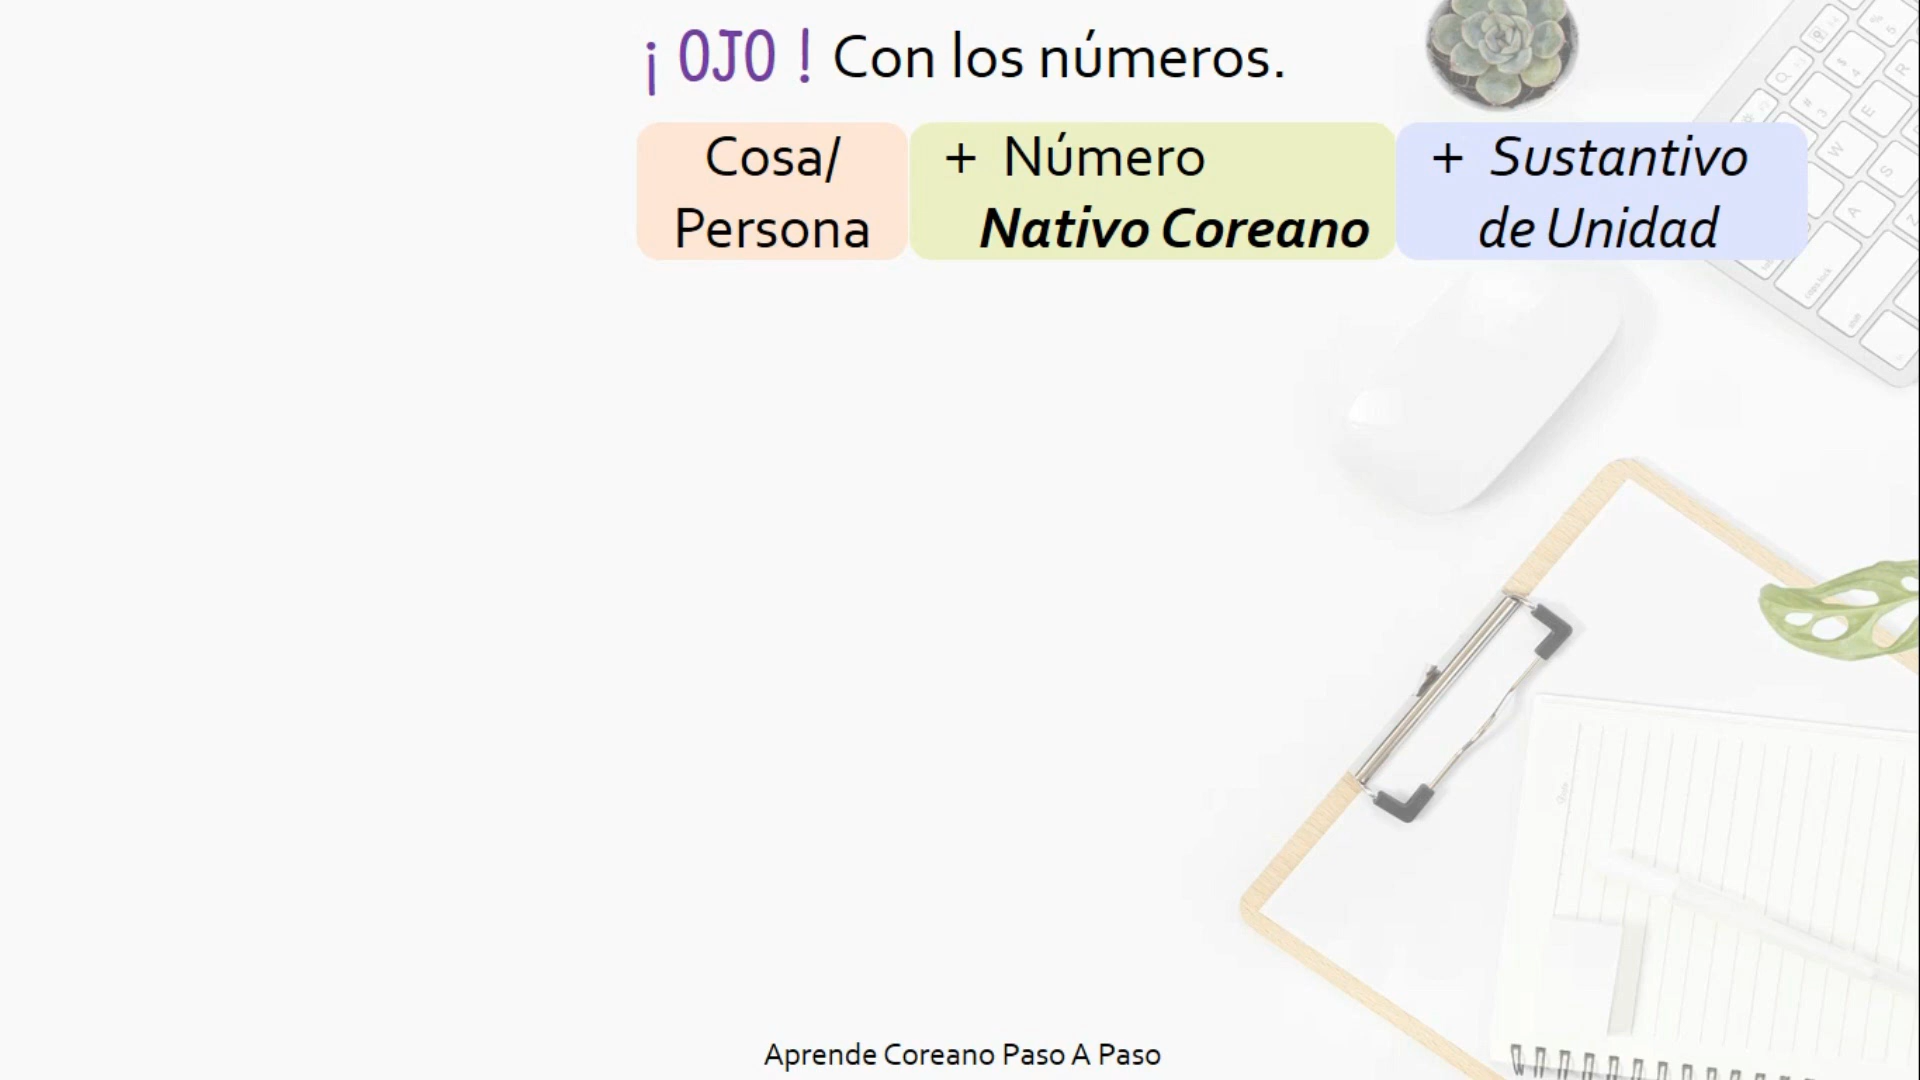 ¡ OJO ! Con los números.
Cosa/ + Número + Sustantivo
Persona Nativo Coreano de Unidad
Aprende Coreano Paso A Paso